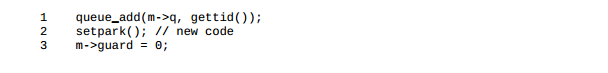 1 queue_add(m->q, gettid());
2 setpark(); // new code
3 m->guard = 0;